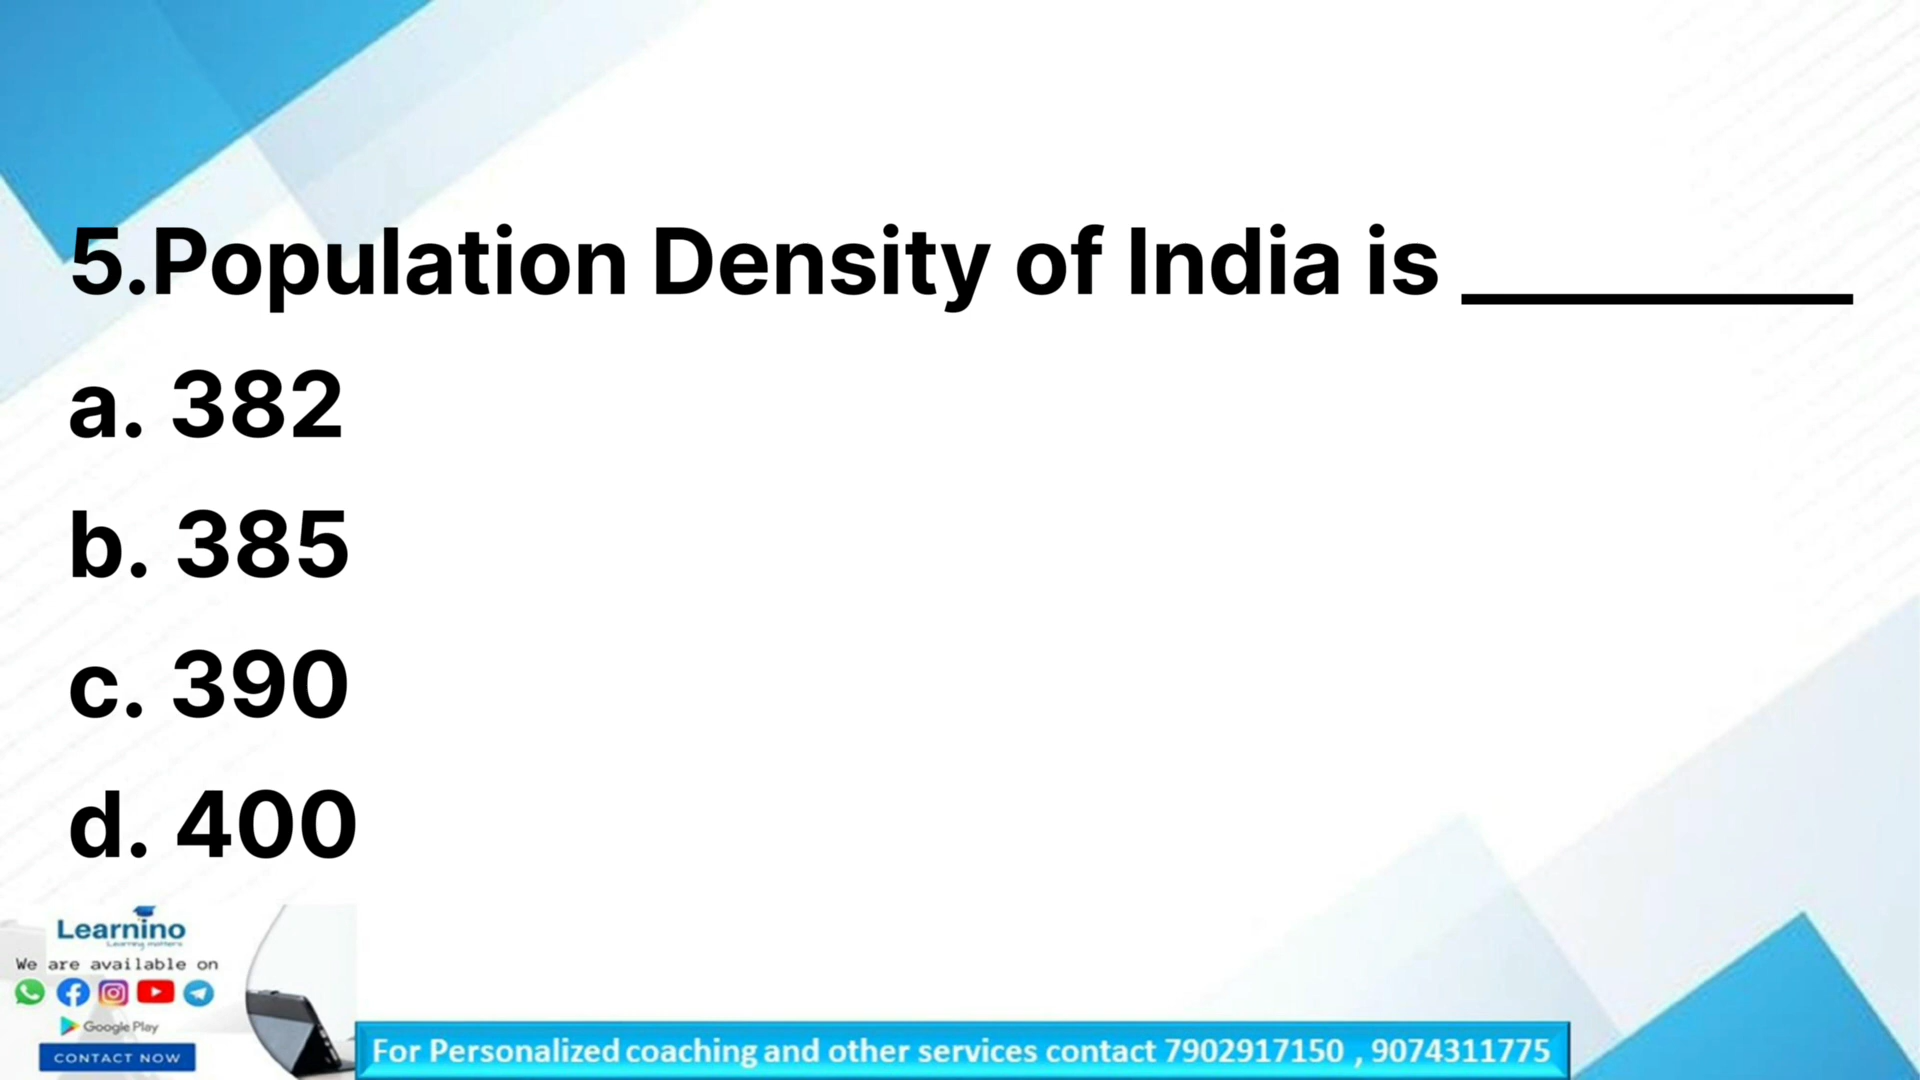 5.Population Density of India is __________
a. 382
b. 385
c. 390
d. 400
Learnino
Learning matters
We are available on
Google Play
CONTACT NOW
For Personalized coaching and other services contact 7902917150 , 9074311775